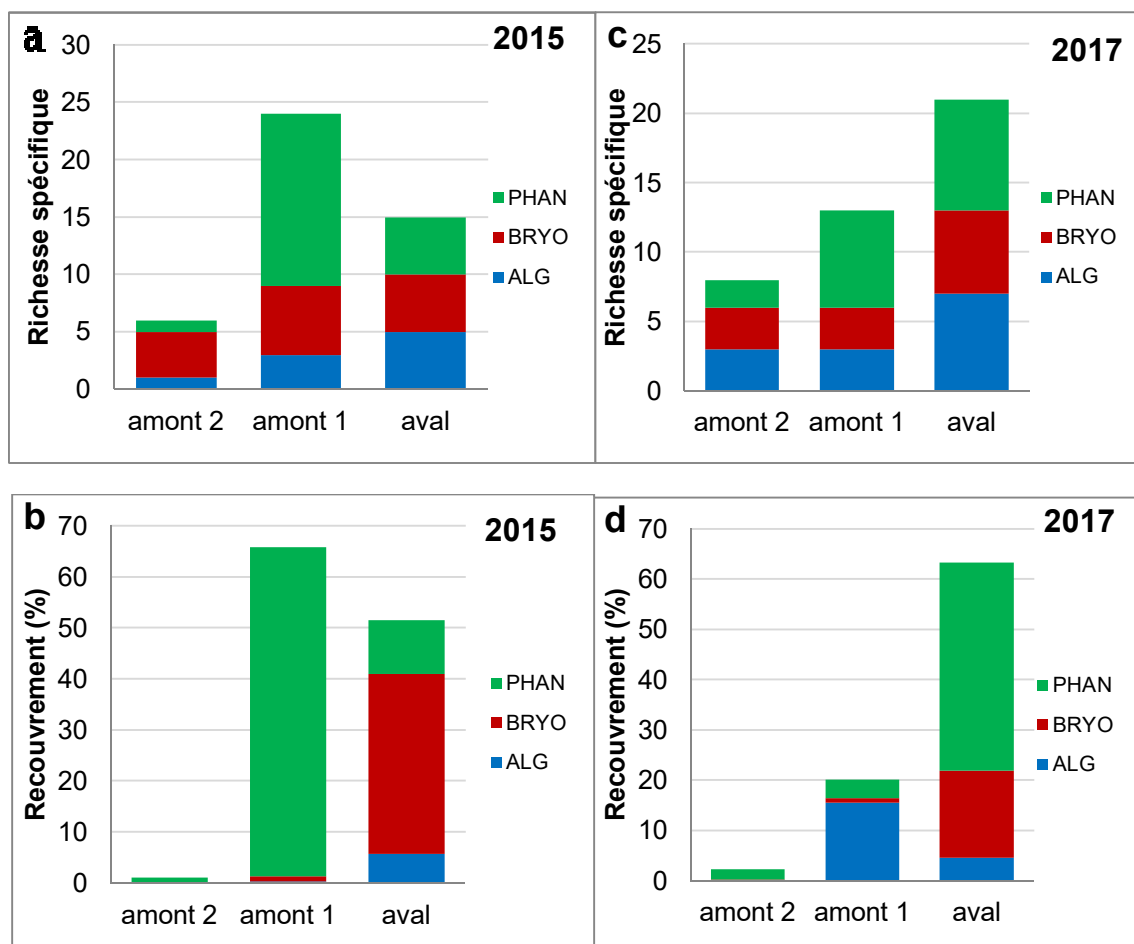 a
2015
Richesse spécifique
30
25
20
15
10
5
0
PHAN
BRYO
ALG
amont 2 amont 1 aval
c
2017
Richesse spécifique
25
20
15
10
5
0
PHAN
BRYO
ALG
amont 2 amont 1 aval
b
2015
Recouvrement (%)
70
60
50
40
30
20
10
0
PHAN
BRYO
ALG
amont 2 amont 1 aval
d
2017
Recouvrement (%)
70
60
50
40
30
20
10
0
PHAN
BRYO
ALG
amont 2 amont 1 aval